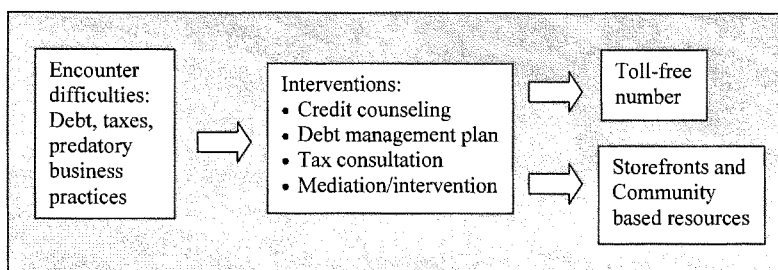 Encounter
difficulties:
Debt, taxes,
predatory
business
practices
Interventions:
• Credit counseling
• Debt management plan
• Tax consultation
• Mediation/intervention
Toll-free
number
Storefronts and
Community
based resources